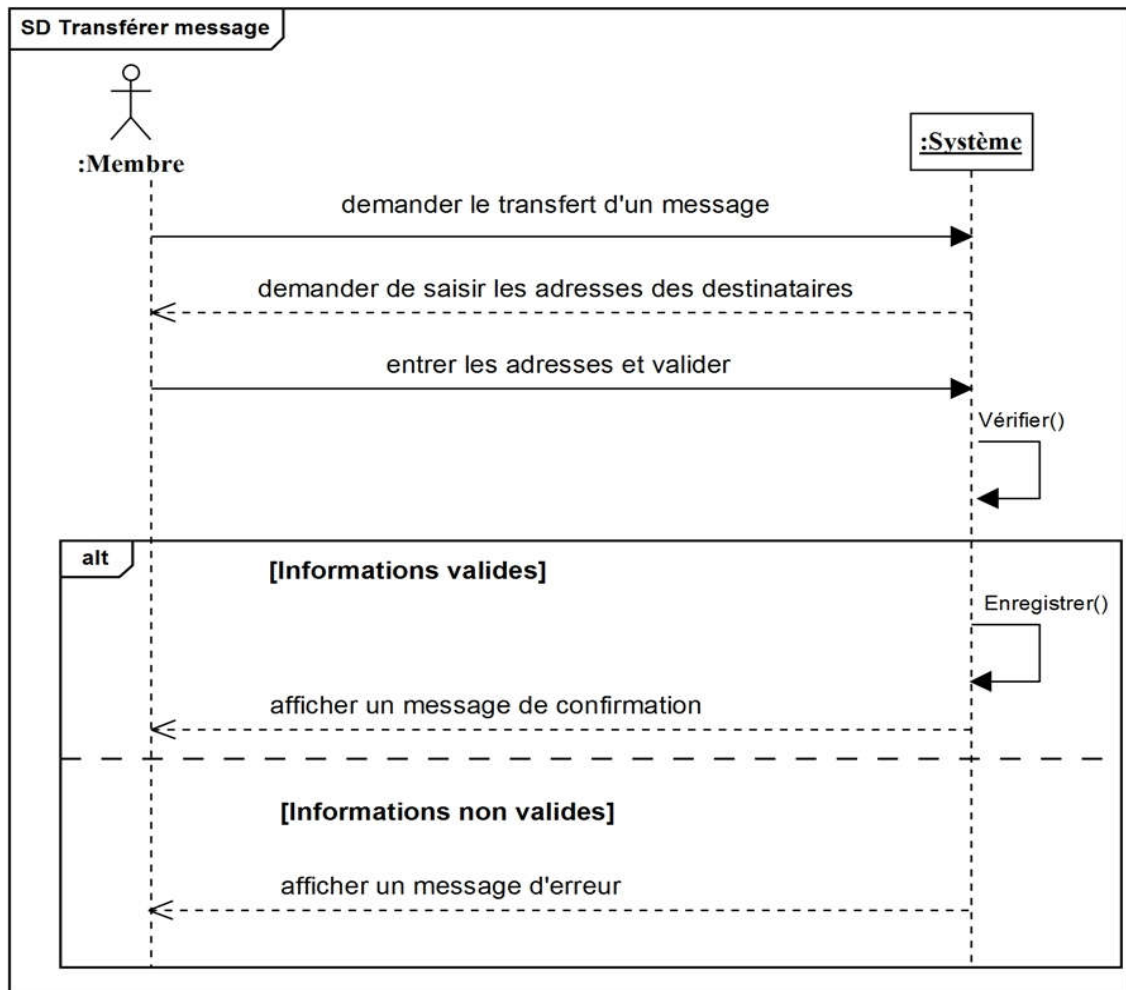 SD Transférer message
:Membre
:Système
demander le transfert d'un message
demander de saisir les adresses des destinataires
entrer les adresses et valider
Vérifier()
alt
[Informations valides]
Enregistrer()
afficher un message de confirmation
[Informations non valides]
afficher un message d'erreur